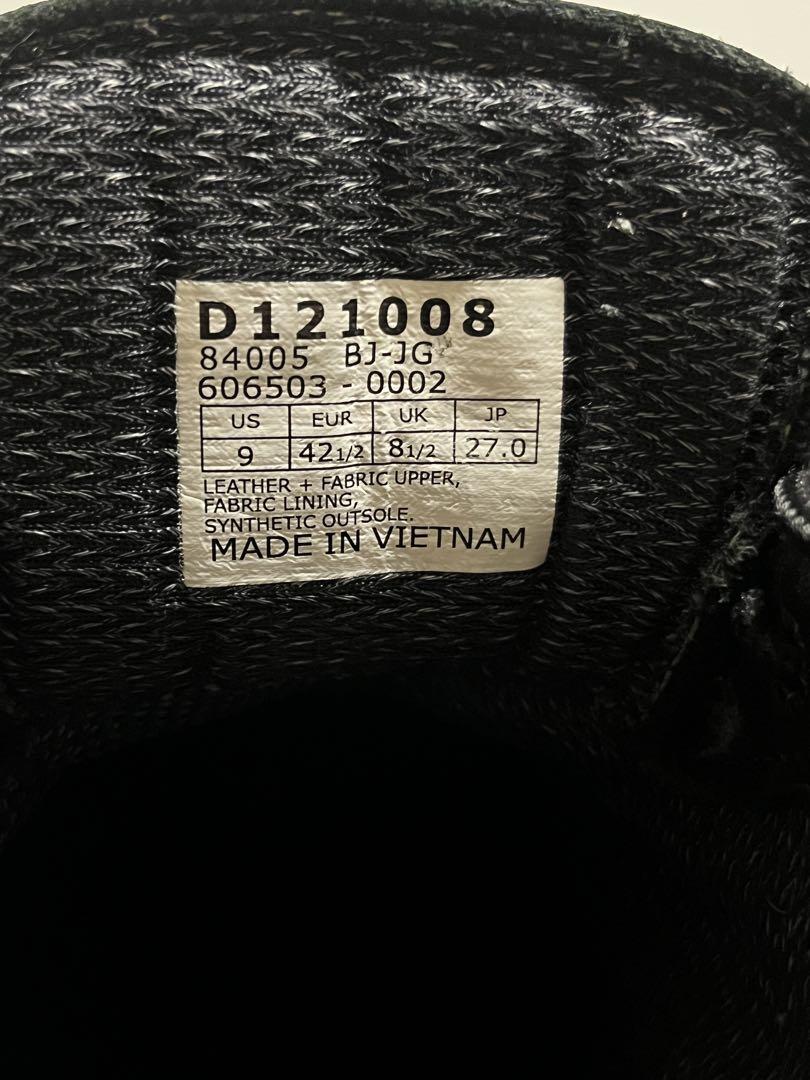 D121008
84005 BJ-JG
606503 - 0002
US EUR UK JP
9 42 1/2 8 1/2 27.0
LEATHER + FABRIC UPPER,
FABRIC LINING,
SYNTHETIC OUTSOLE.
MADE IN VIETNAM